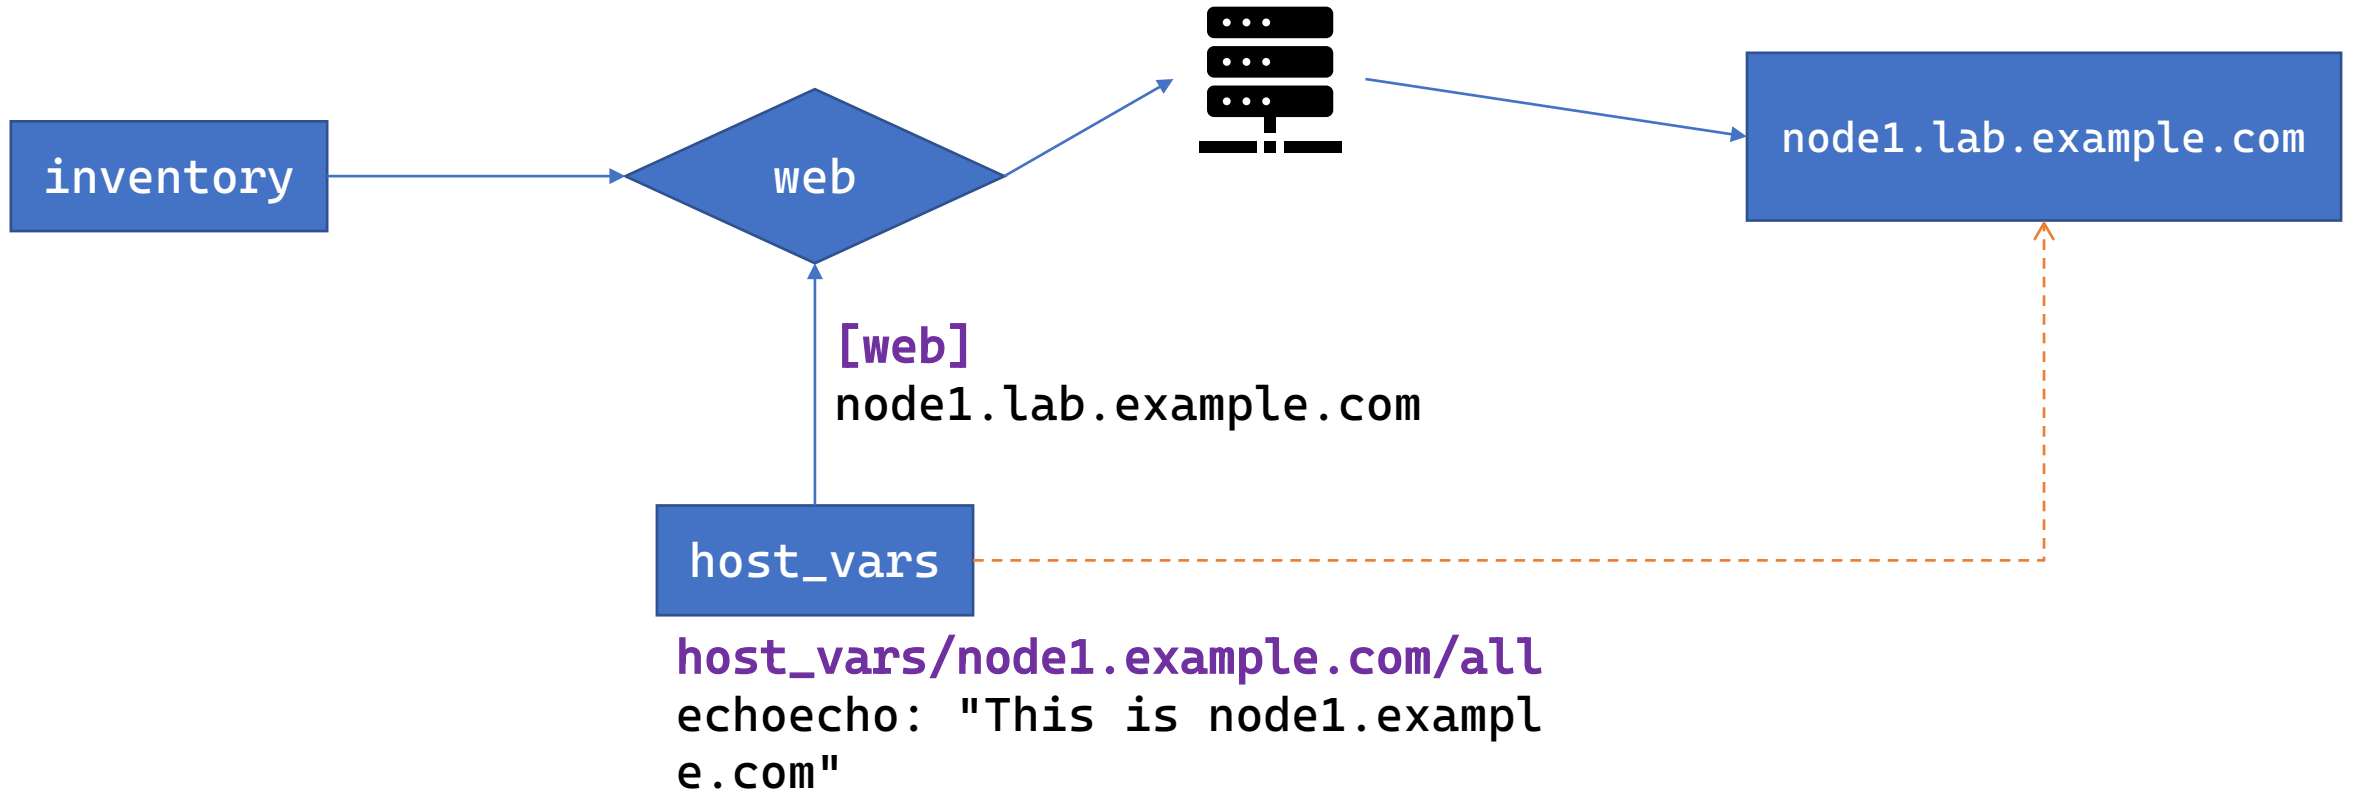 inventory
web
node1.lab.example.com
[web]
node1.lab.example.com
host_vars
host_vars/node1.example.com/all
echoecho: "This is node1.exampl
e.com"